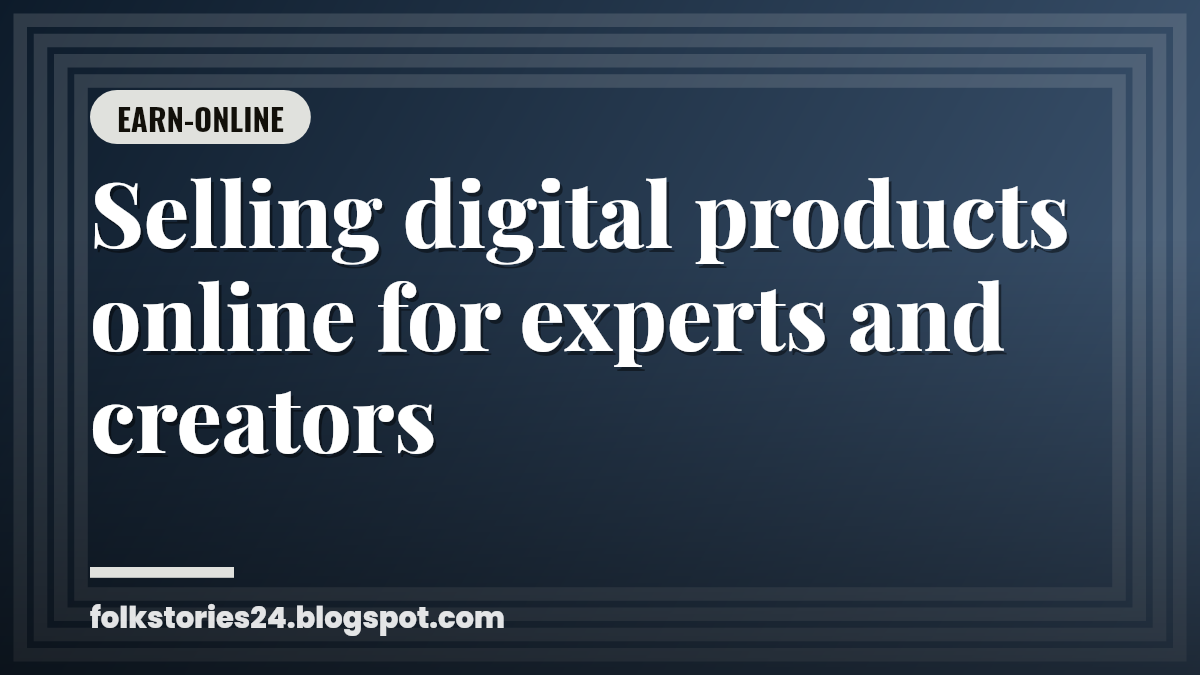 EARN-ONLINE
Selling digital products
online for experts and
creators
folkstories24.blogspot.com